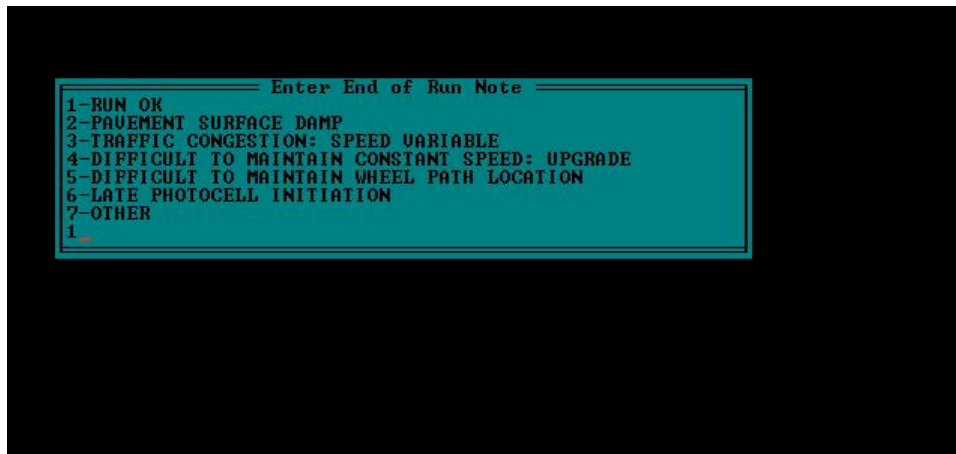 Enter End of Run Note
1-RUN OK
2-PAVEMENT SURFACE DAMP
3-TRAFFIC CONGESTION: SPEED VARIABLE
4-DIFFICULT TO MAINTAIN CONSTANT SPEED: UPGRADE
5-DIFFICULT TO MAINTAIN WHEEL PATH LOCATION
6-LATE PHOTOCELL INITIATION
7-OTHER
1_